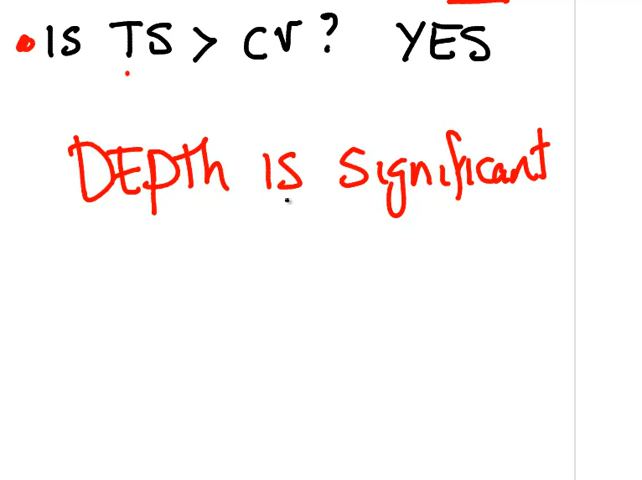 IS TS > CV? YES
DEPTh is significant